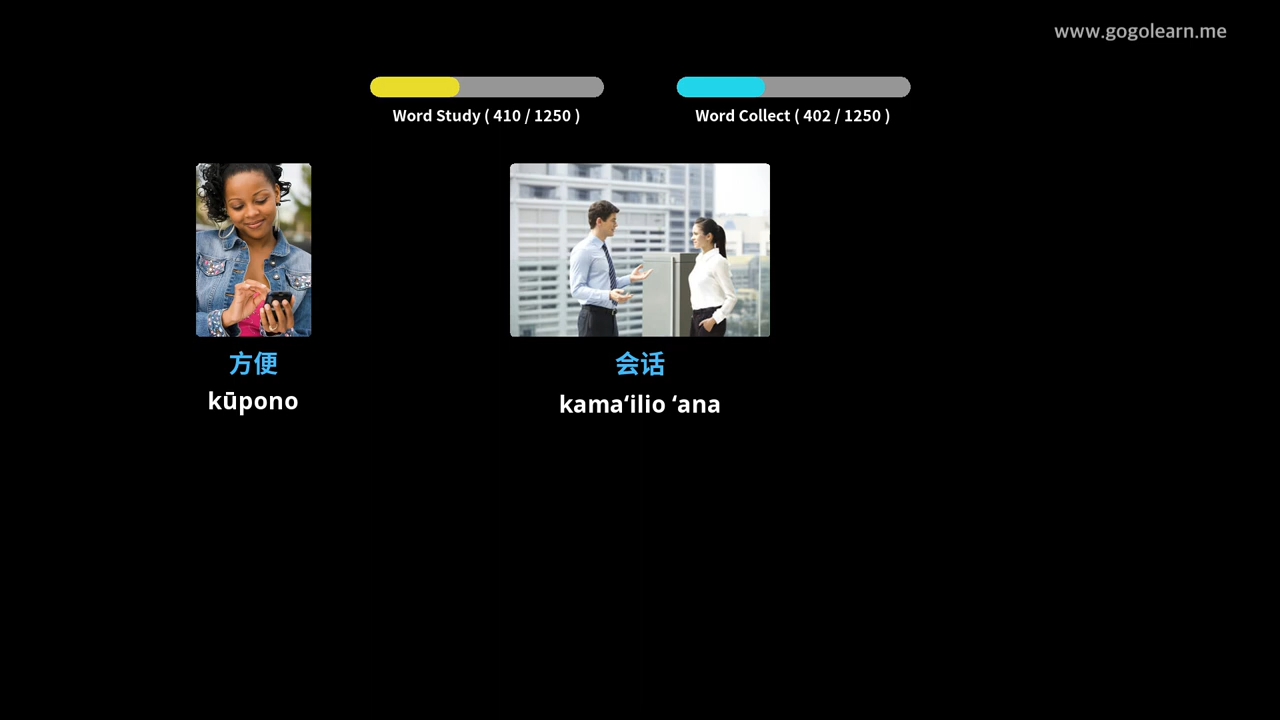 www.gogolearn.me
Word Study ( 410 / 1250 )
Word Collect ( 402 / 1250 )
方便
kūpono
会话
kamaʻilio ʻana